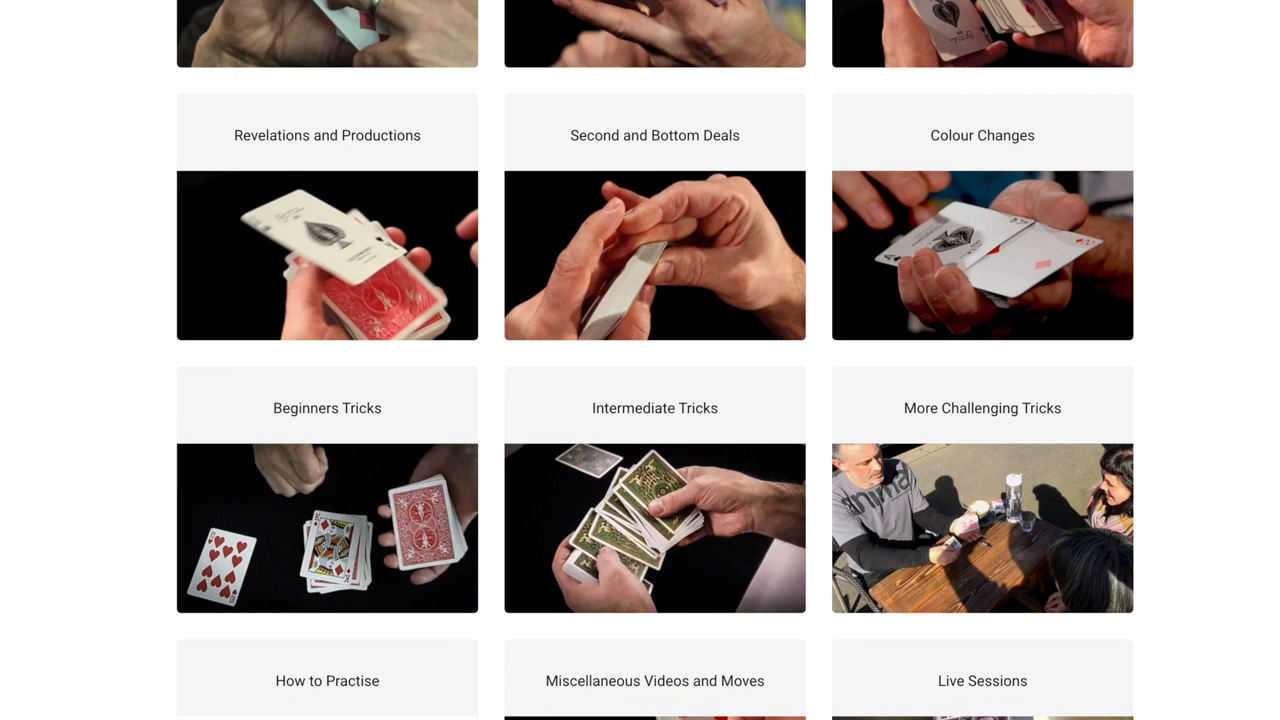 Revelations and Productions
Second and Bottom Deals
Colour Changes
Beginners Tricks
Intermediate Tricks
More Challenging Tricks
anima
How to Practise
Miscellaneous Videos and Moves
Live Sessions